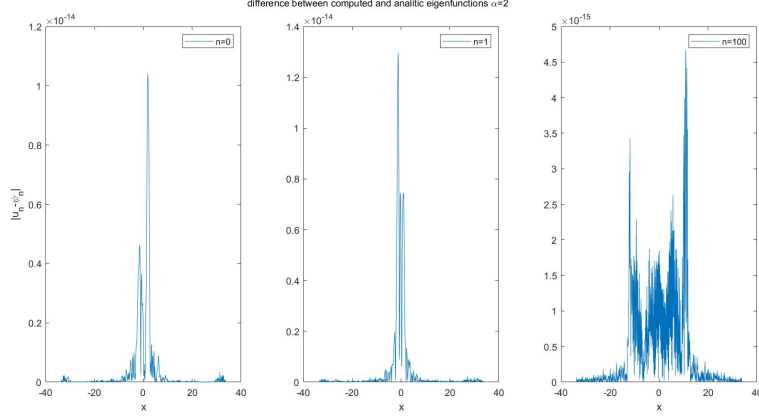 difference between computed and analitic eigenfunctions α=2
×10⁻¹⁴
1.2
1
0.8
0.6
0.4
0.2
0
-40 -20 0 20 40
x
|uₙ-ψₙ|
n=0
×10⁻¹⁴
1.4
1.2
1
0.8
0.6
0.4
0.2
0
-40 -20 0 20 40
x
n=1
×10⁻¹⁵
5
4.5
4
3.5
3
2.5
2
1.5
1
0.5
0
-40 -20 0 20 40
x
n=100